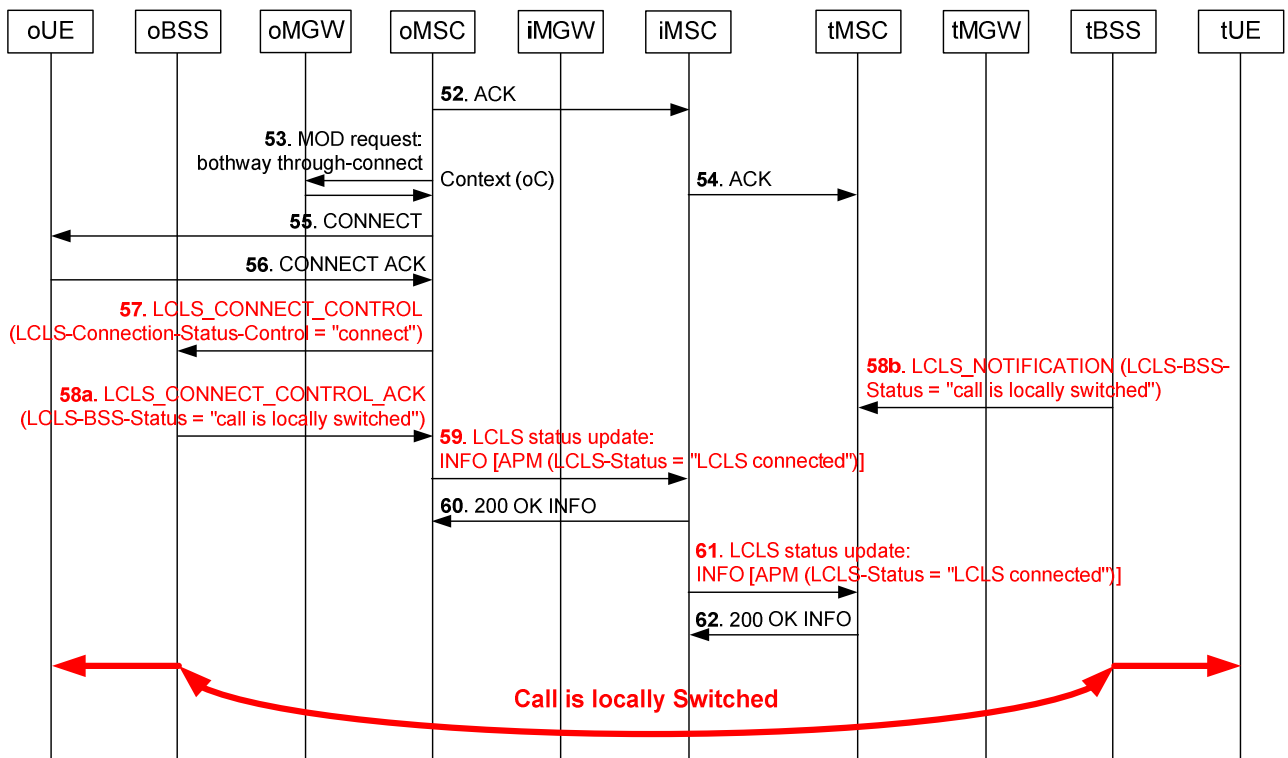 oUE
oBSS
oMGW
oMSC
iMGW
iMSC
tMSC
tMGW
tBSS
tUE
52. ACK
53. MOD request:
bothway through-connect
Context (oC)
54. ACK
55. CONNECT
56. CONNECT ACK
57. LCLS_CONNECT_CONTROL
(LCLS-Connection-Status-Control = "connect")
58a. LCLS_CONNECT_CONTROL_ACK
(LCLS-BSS-Status = "call is locally switched")
58b. LCLS_NOTIFICATION (LCLS-BSS-
Status = "call is locally switched")
59. LCLS status update:
INFO [APM (LCLS-Status = "LCLS connected")]
60. 200 OK INFO
61. LCLS status update:
INFO [APM (LCLS-Status = "LCLS connected")]
62. 200 OK INFO
Call is locally Switched